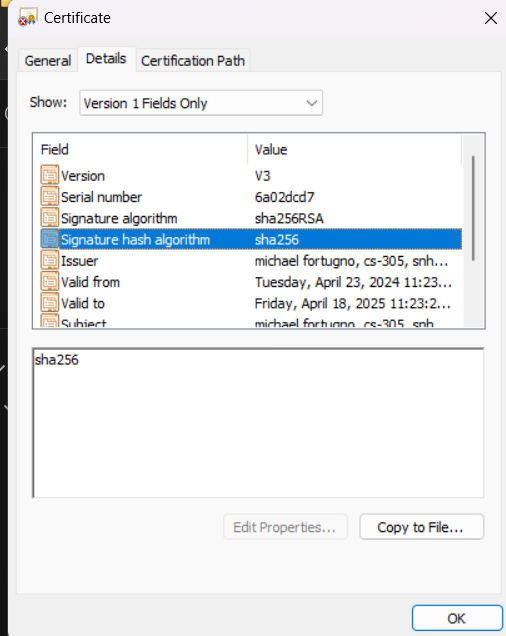 Certificate
General Details Certification Path
Show: Version 1 Fields Only
Field Value
Version V3
Serial number 6a02dcd7
Signature algorithm sha256RSA
Signature hash algorithm sha256
Issuer michael fortugno, cs-305, snh...
Valid from Tuesday, April 23, 2024 11:23...
Valid to Friday, April 18, 2025 11:23:2...
Subject michael fortugno, cs-305, snh...
sha256
Edit Properties... Copy to File...
OK